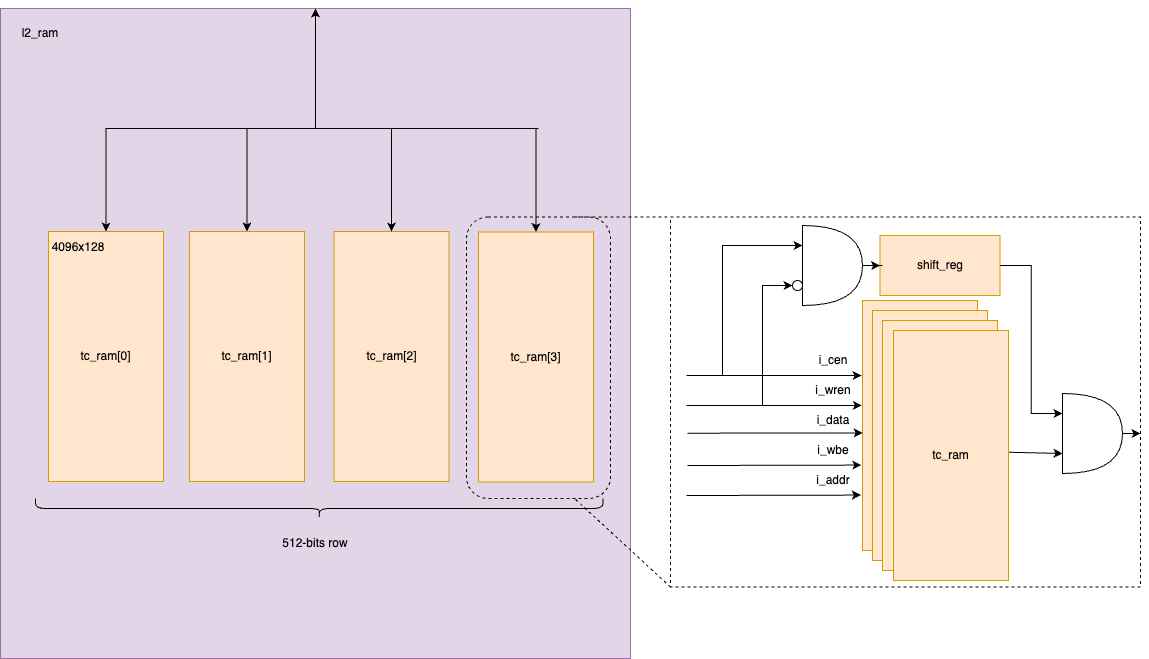 l2_ram
4096x128
tc_ram[0]
tc_ram[1]
tc_ram[2]
tc_ram[3]
512-bits row
shift_reg
i_cen
i_wren
i_data
i_wbe
i_addr
tc_ram